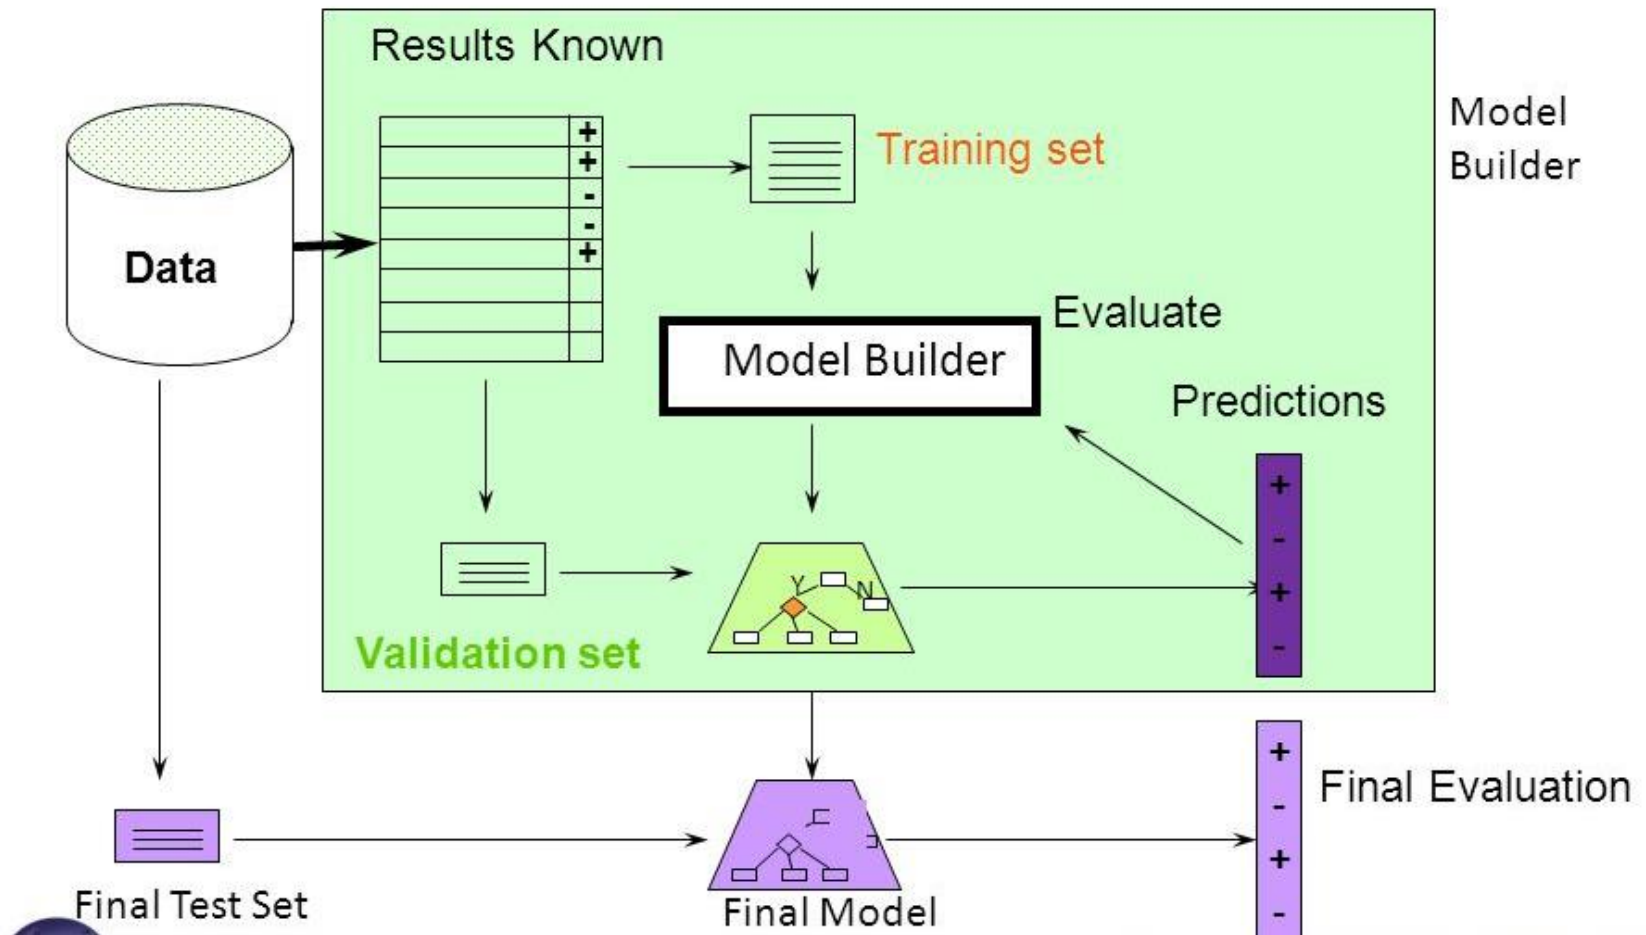 Results Known
Model
Builder
+
+
-
-
+
Training set
Data
Evaluate
Model Builder
Predictions
+
-
+
-
Y
N
Validation set
+
-
+
-
Final Evaluation
Final Test Set
Final Model